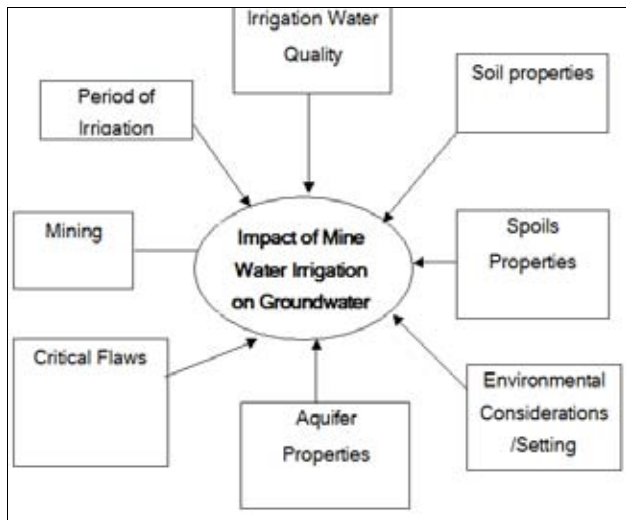 Irrigation Water
Quality
Soil properties
Period of
Irrigation
Mining
Impact of Mine
Water Irrigation
on Groundwater
Spoils
Properties
Critical Flaws
Aquifer
Properties
Environmental
Considerations
/Setting